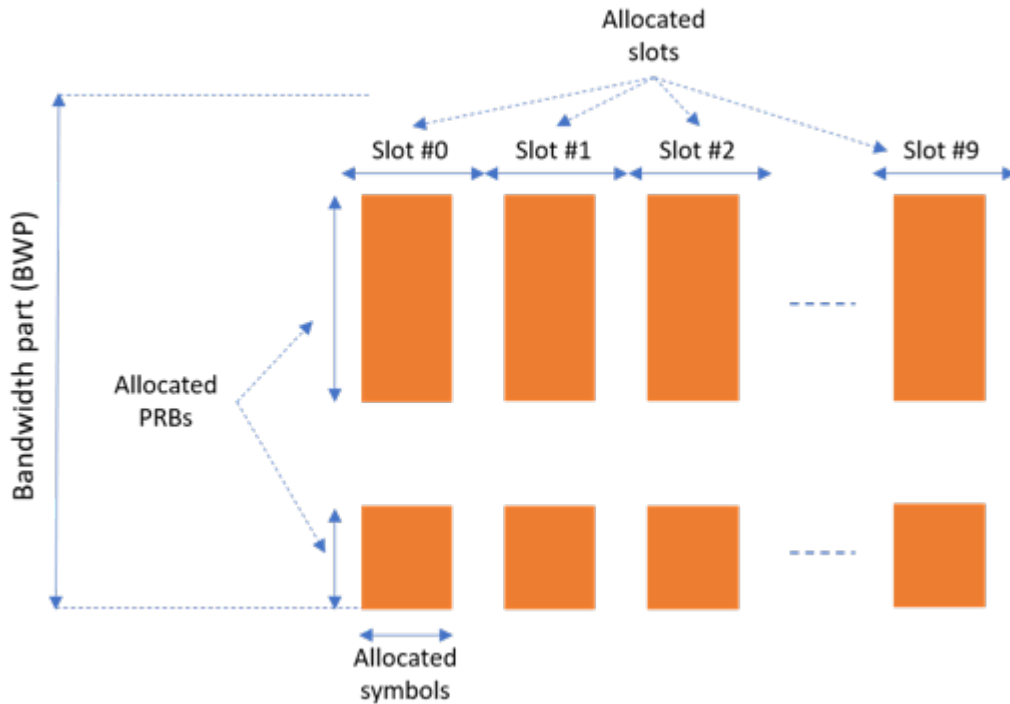 Allocated
slots
Slot #0
Slot #1
Slot #2
Slot #9
Bandwidth part (BWP)
Allocated
PRBs
Allocated
symbols